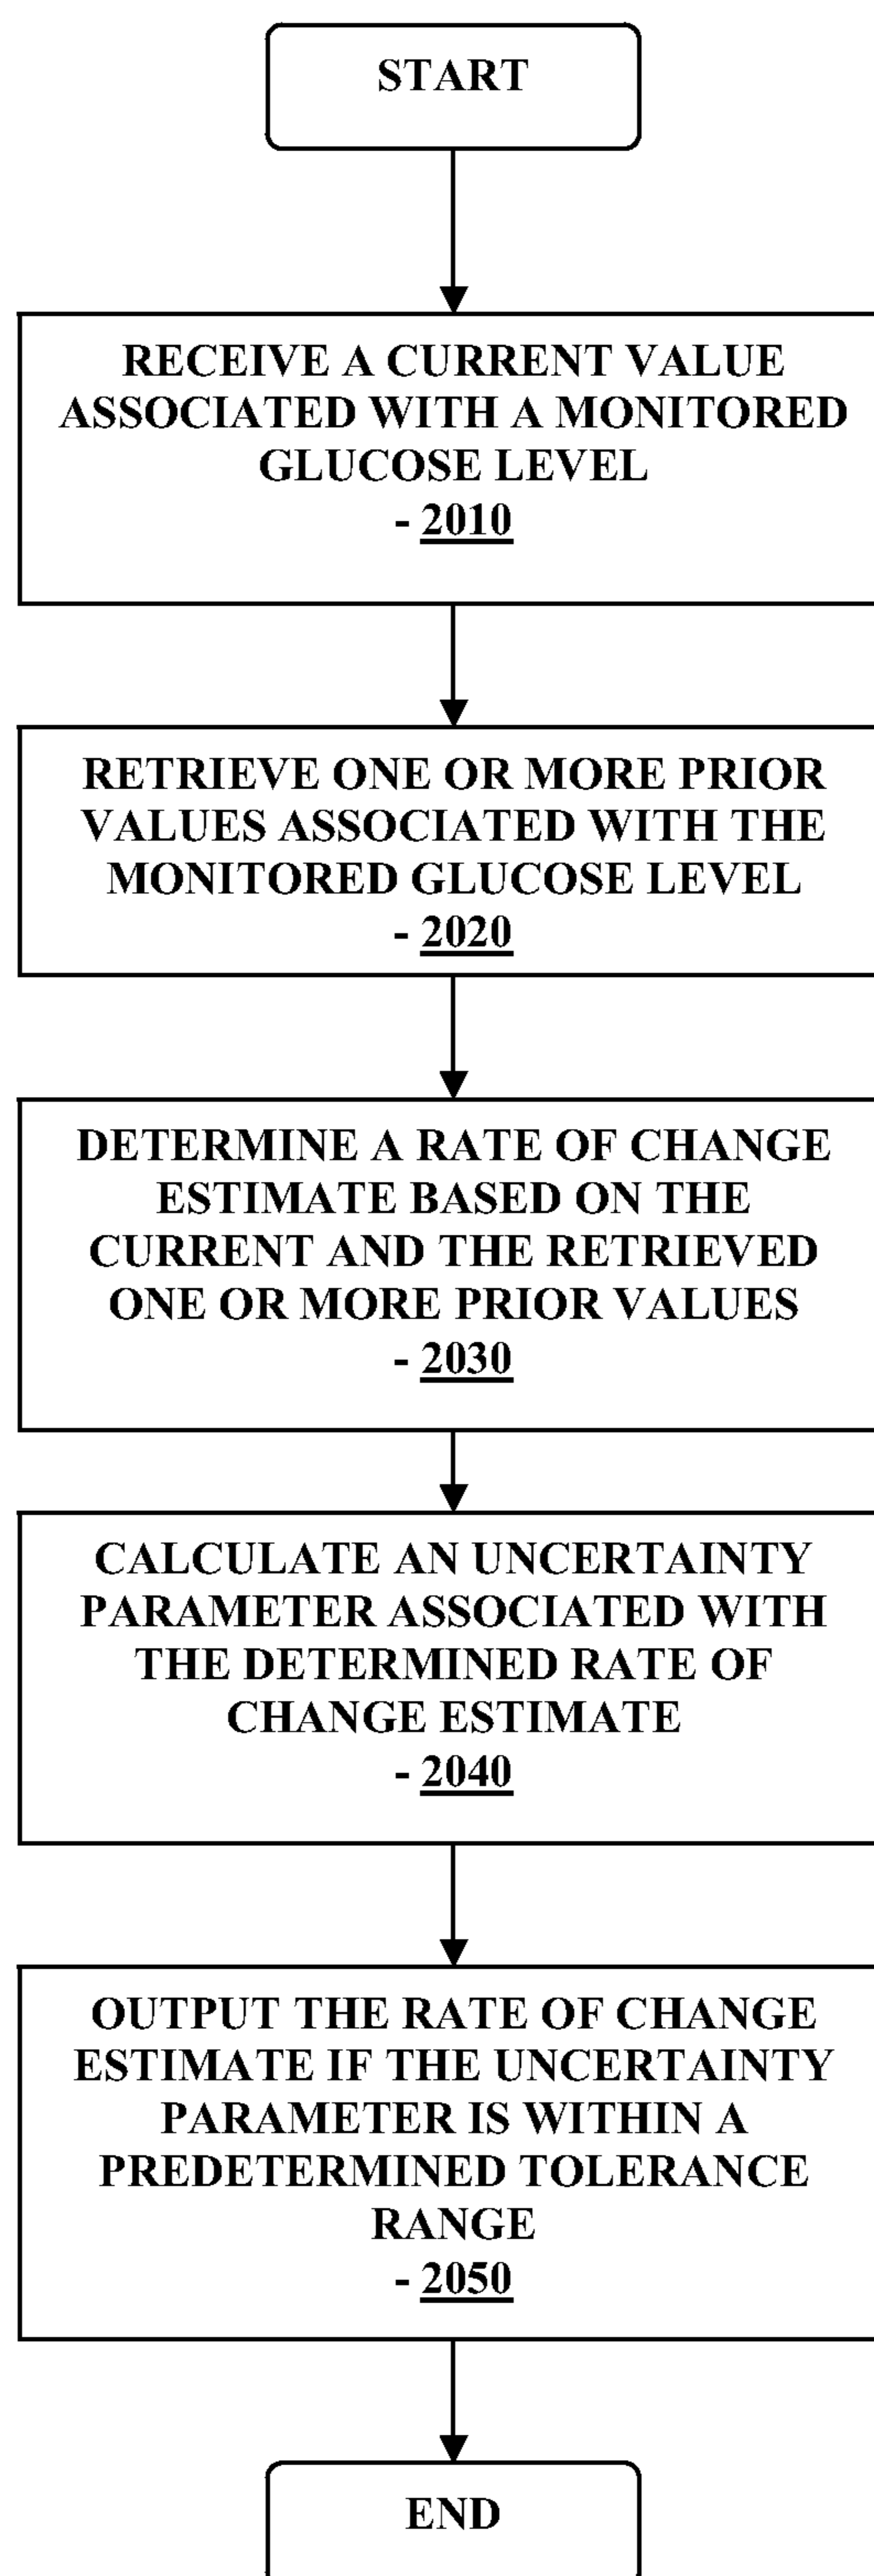 START
RECEIVE A CURRENT VALUE
ASSOCIATED WITH A MONITORED
GLUCOSE LEVEL
- 2010
RETRIEVE ONE OR MORE PRIOR
VALUES ASSOCIATED WITH THE
MONITORED GLUCOSE LEVEL
- 2020
DETERMINE A RATE OF CHANGE
ESTIMATE BASED ON THE
CURRENT AND THE RETRIEVED
ONE OR MORE PRIOR VALUES
- 2030
CALCULATE AN UNCERTAINTY
PARAMETER ASSOCIATED WITH
THE DETERMINED RATE OF
CHANGE ESTIMATE
- 2040
OUTPUT THE RATE OF CHANGE
ESTIMATE IF THE UNCERTAINTY
PARAMETER IS WITHIN A
PREDETERMINED TOLERANCE
RANGE
- 2050
END